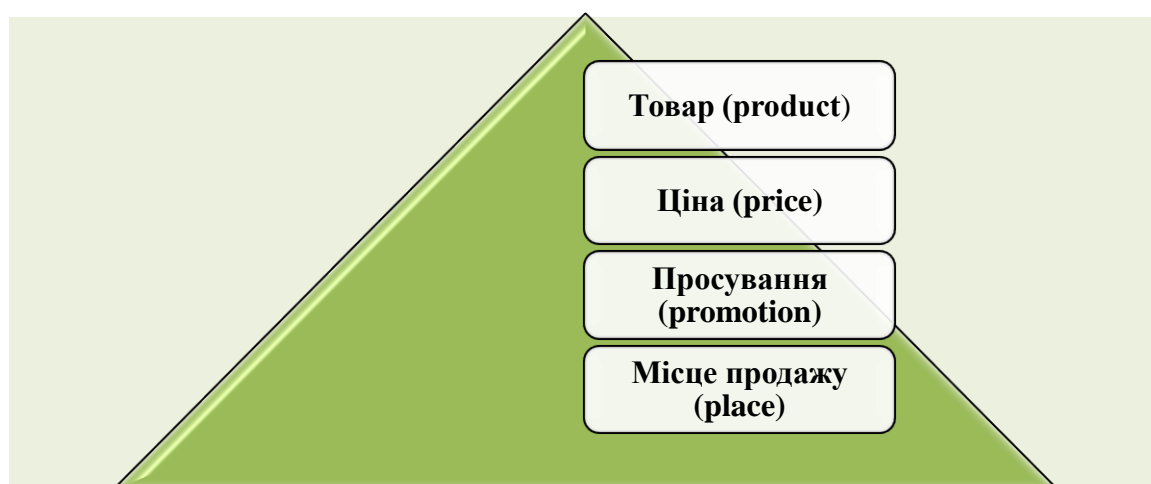 Товар (product)
Ціна (price)
Просування
(promotion)
Місце продажу
(place)